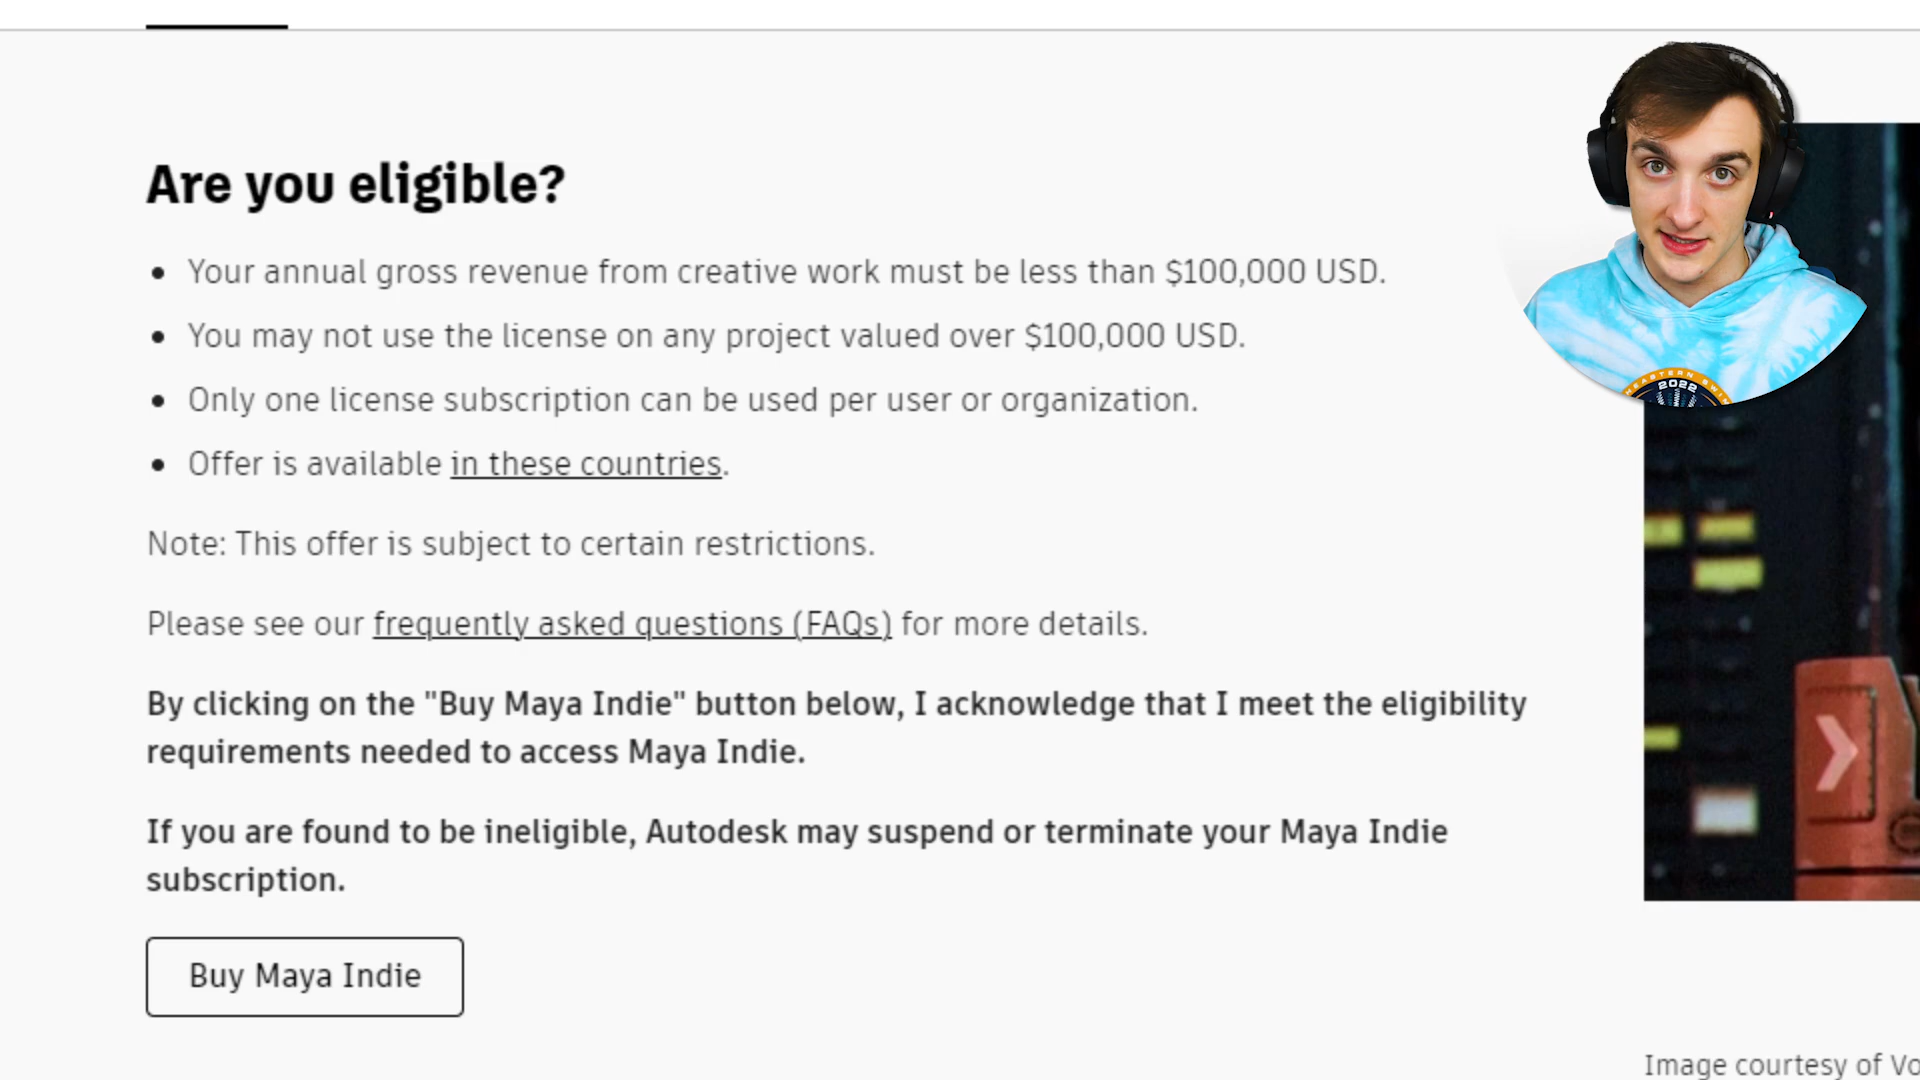 Are you eligible?
Your annual gross revenue from creative work must be less than $100,000 USD.
You may not use the license on any project valued over $100,000 USD.
Only one license subscription can be used per user or organization.
Offer is available in these countries.
Note: This offer is subject to certain restrictions.
Please see our frequently asked questions (FAQs) for more details.
By clicking on the "Buy Maya Indie" button below, I acknowledge that I meet the eligibility
requirements needed to access Maya Indie.
If you are found to be ineligible, Autodesk may suspend or terminate your Maya Indie
subscription.
Buy Maya Indie
2022
Image courtesy of